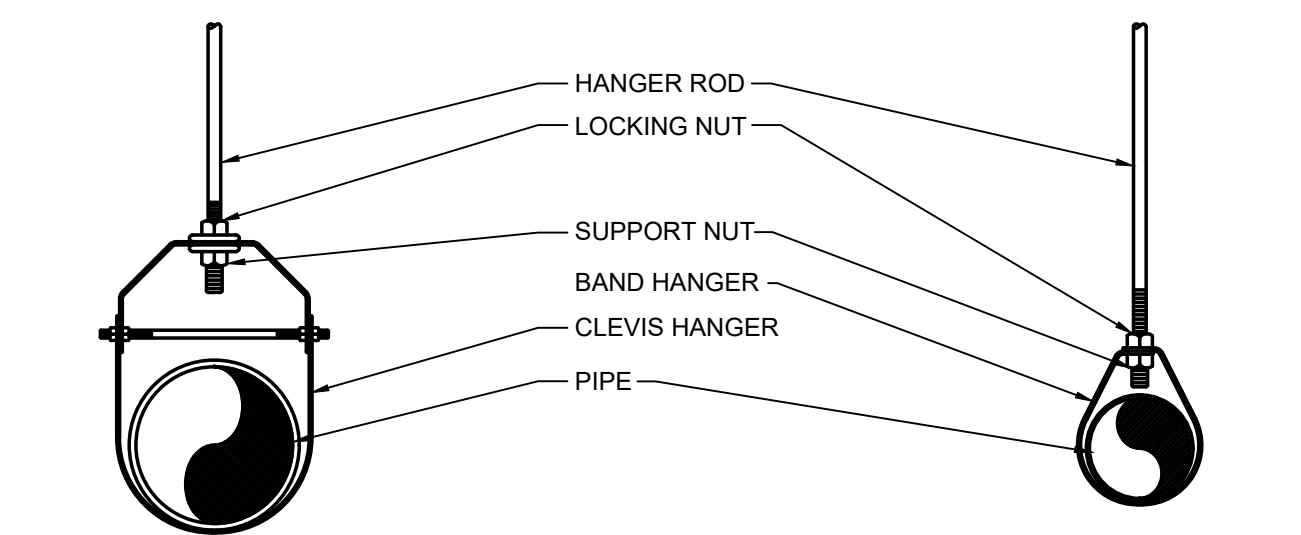 HANGER ROD
LOCKING NUT
SUPPORT NUT
BAND HANGER
CLEVIS HANGER
PIPE